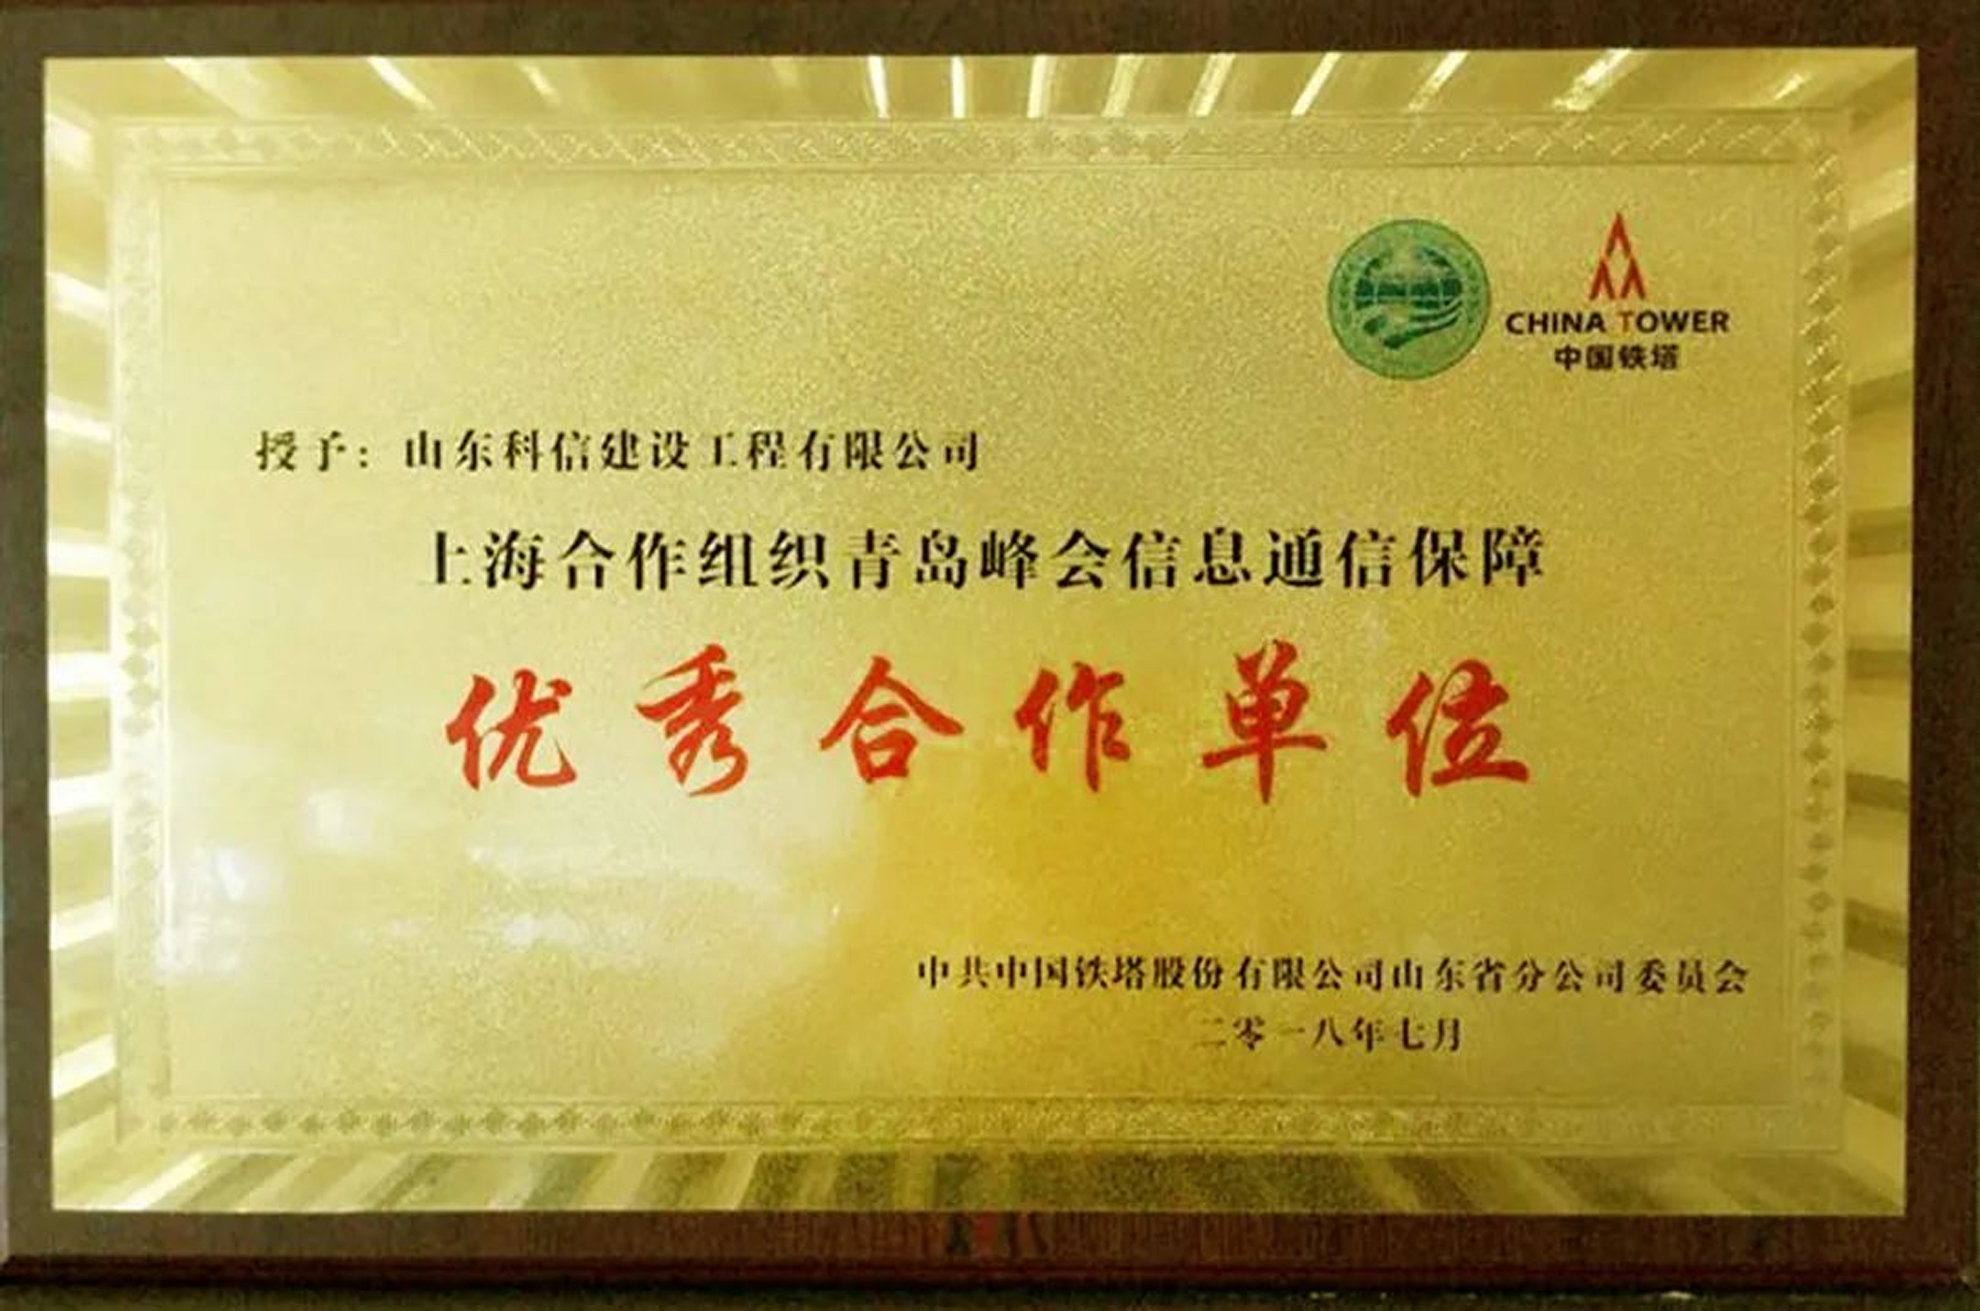 CHINA TOWER
中国铁塔
授予：山东科信建设工程有限公司
上海合作组织青岛峰会信息通信保障
优秀合作单位
中共中国铁塔股份有限公司山东省分公司委员会
二零一八年七月